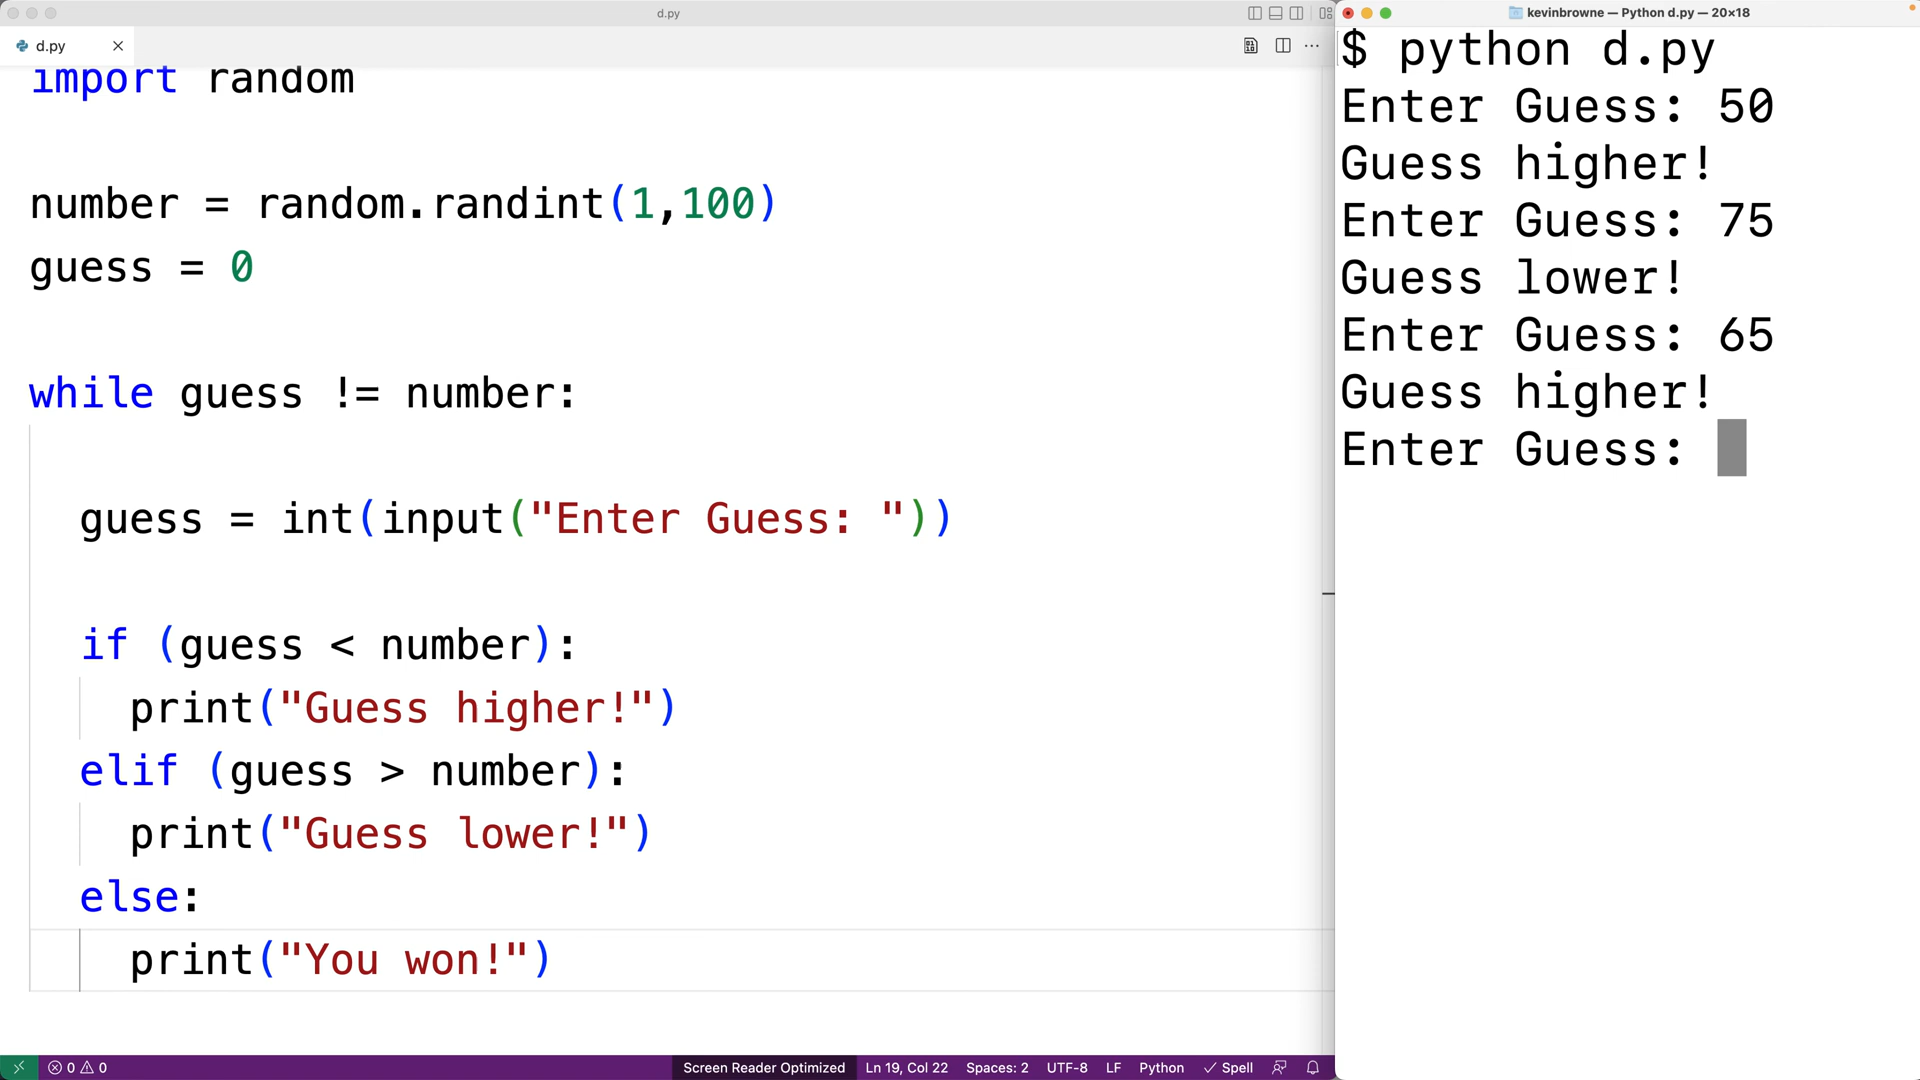 d.py
d.py
import random
number = random.randint(1,100)
guess = 0
while guess != number:
guess = int(input("Enter Guess: "))
if (guess < number):
print("Guess higher!")
elif (guess > number):
print("Guess lower!")
else:
print("You won!")
0 0
Screen Reader Optimized Ln 19, Col 22 Spaces: 2 UTF-8 LF Python Spell
kevinbrowne — Python d.py — 20×18
$ python d.py
Enter Guess: 50
Guess higher!
Enter Guess: 75
Guess lower!
Enter Guess: 65
Guess higher!
Enter Guess: